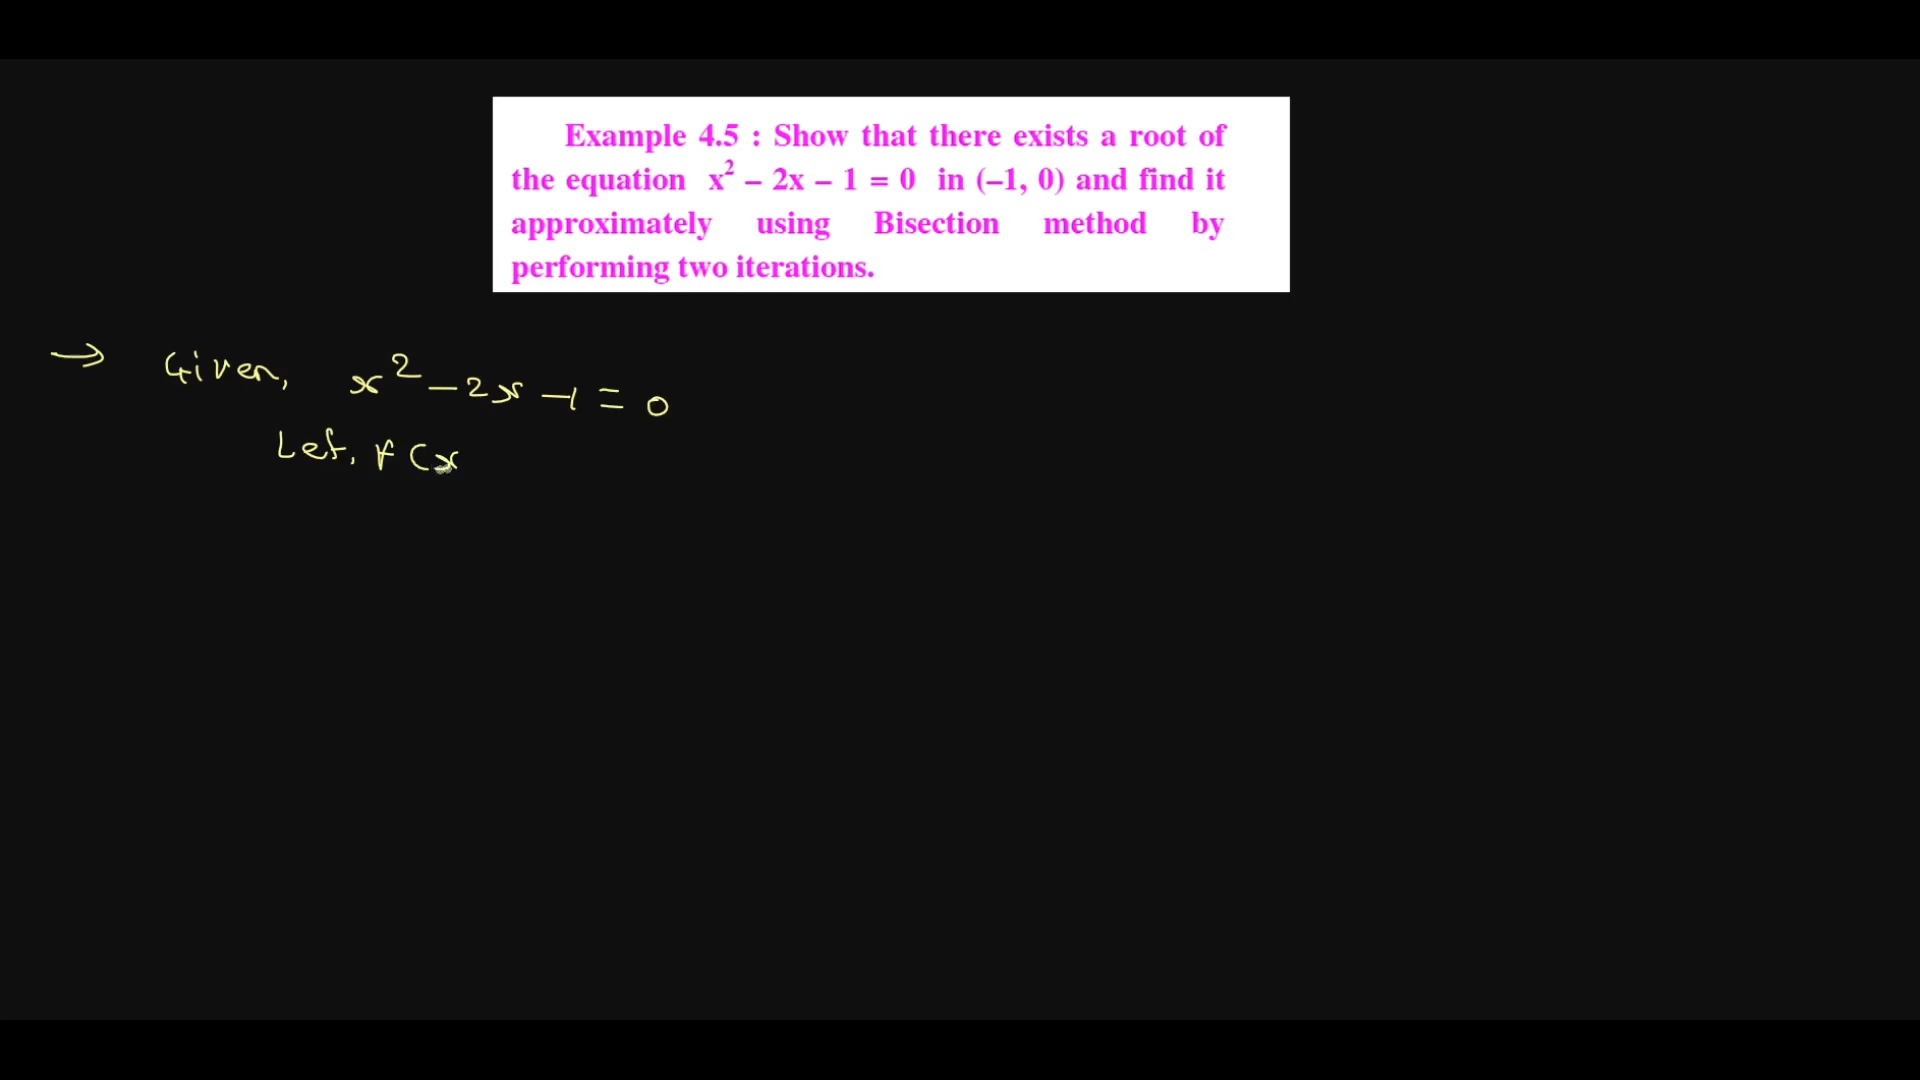 Example 4.5 : Show that there exists a root of
the equation x² – 2x – 1 = 0 in (–1, 0) and find it
approximately using Bisection method by
performing two iterations.
→ Given, x² – 2x – 1 = 0
Let, f(x